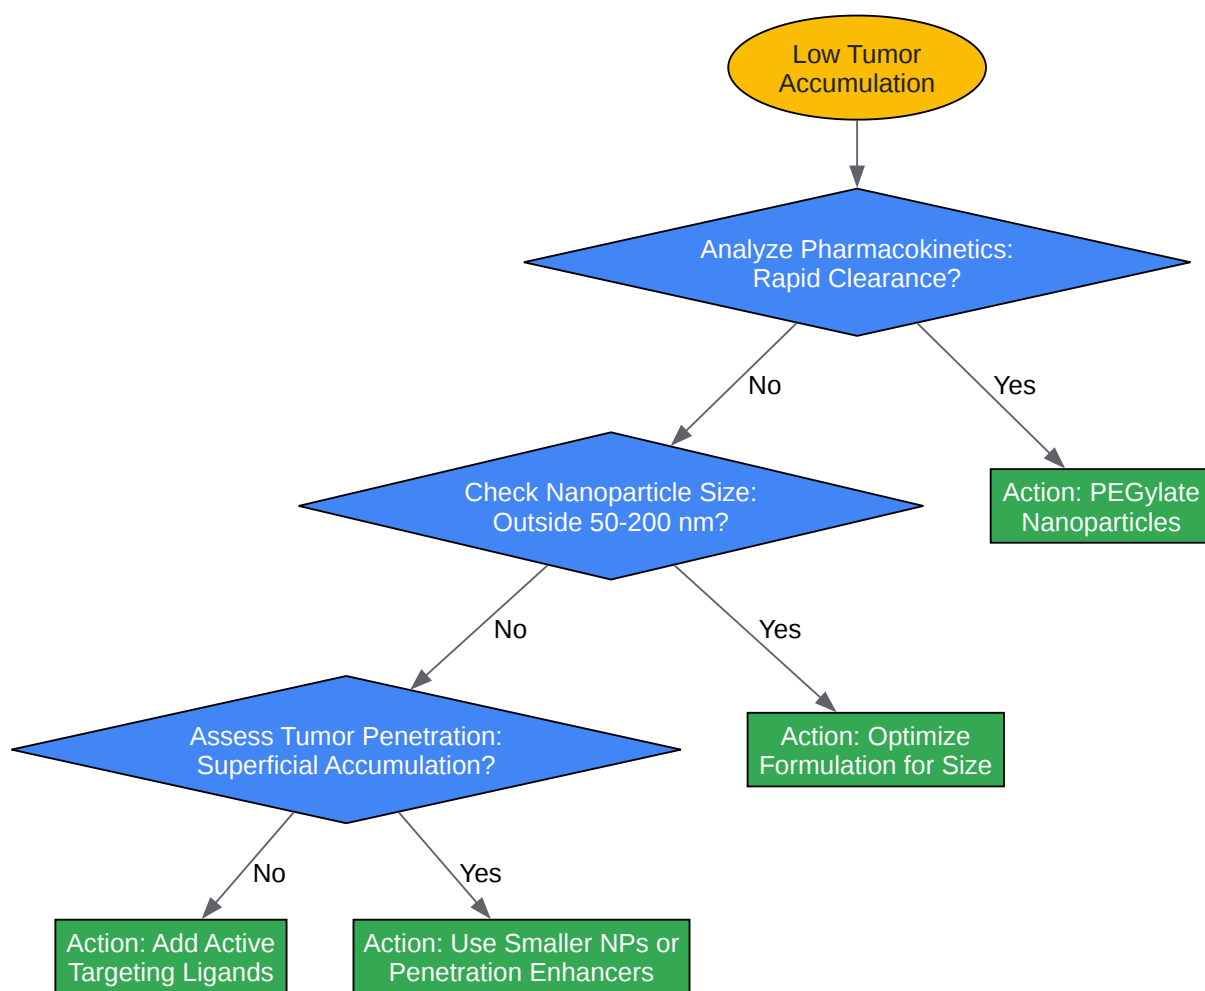 Low Tumor
Accumulation
Analyze Pharmacokinetics:
Rapid Clearance?
No
Yes
Check Nanoparticle Size:
Outside 50-200 nm?
Action: PEGylate
Nanoparticles
No
Yes
Assess Tumor Penetration:
Superficial Accumulation?
Action: Optimize
Formulation for Size
No
Yes
Action: Add Active
Targeting Ligands
Action: Use Smaller NPs or
Penetration Enhancers